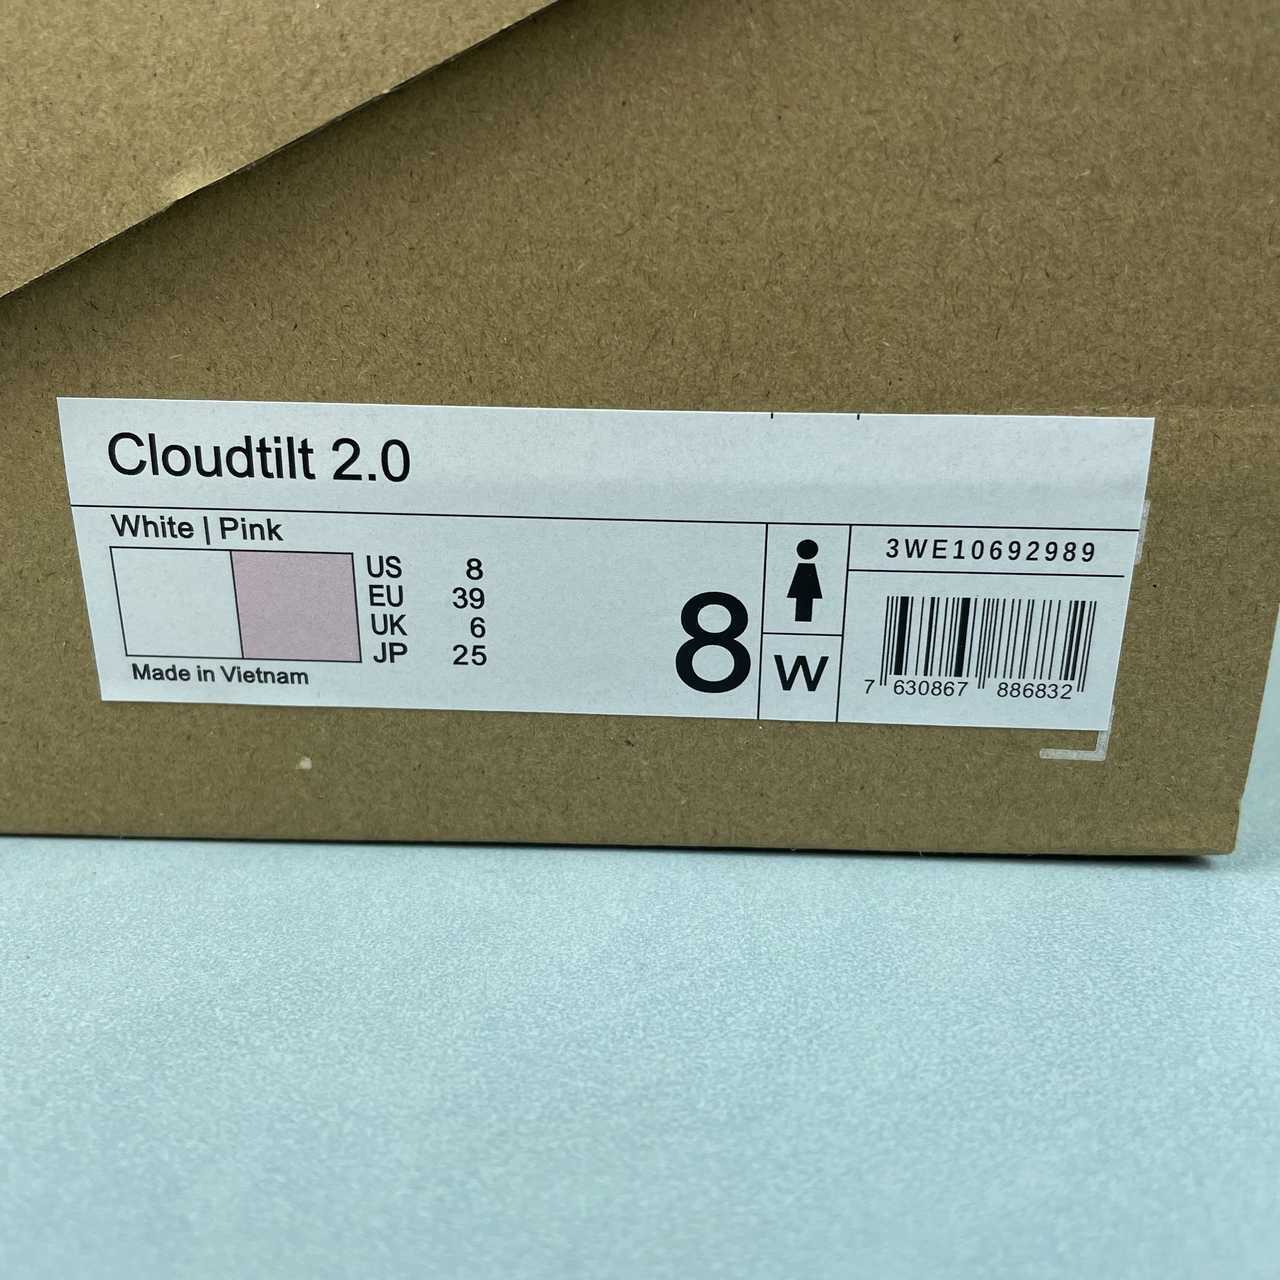 Cloudtilt 2.0
White | Pink
US 8
EU 39
UK 6
JP 25
Made in Vietnam
8
W
3WE10692989
7 630867 886832